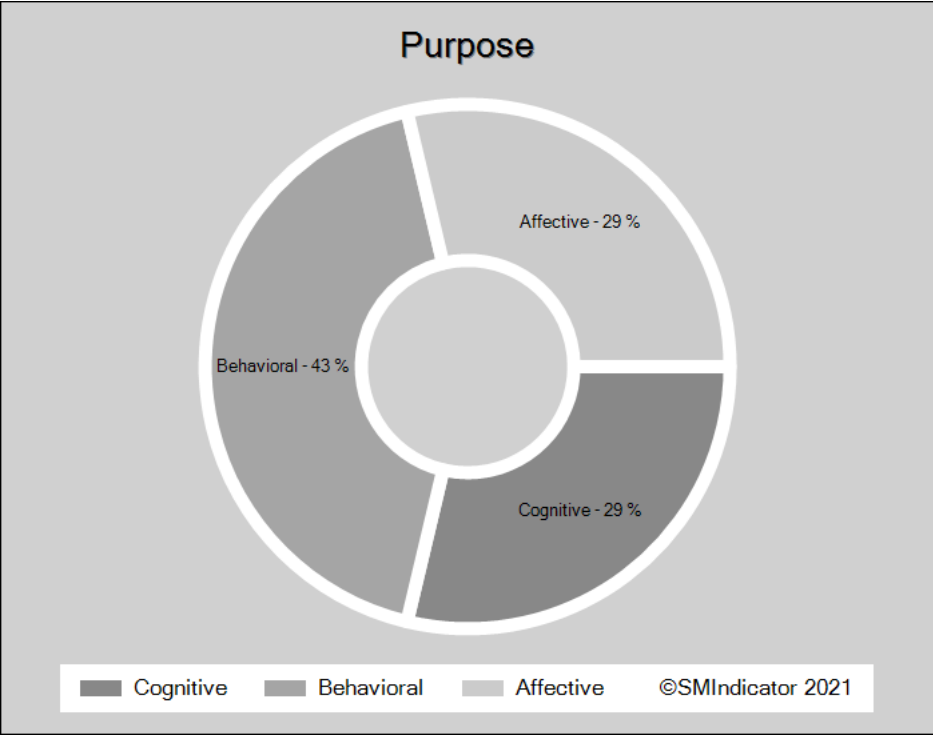 Purpose
Affective - 29 %
Behavioral - 43 %
Cognitive - 29 %
Cognitive Behavioral Affective ©SMIndicator 2021